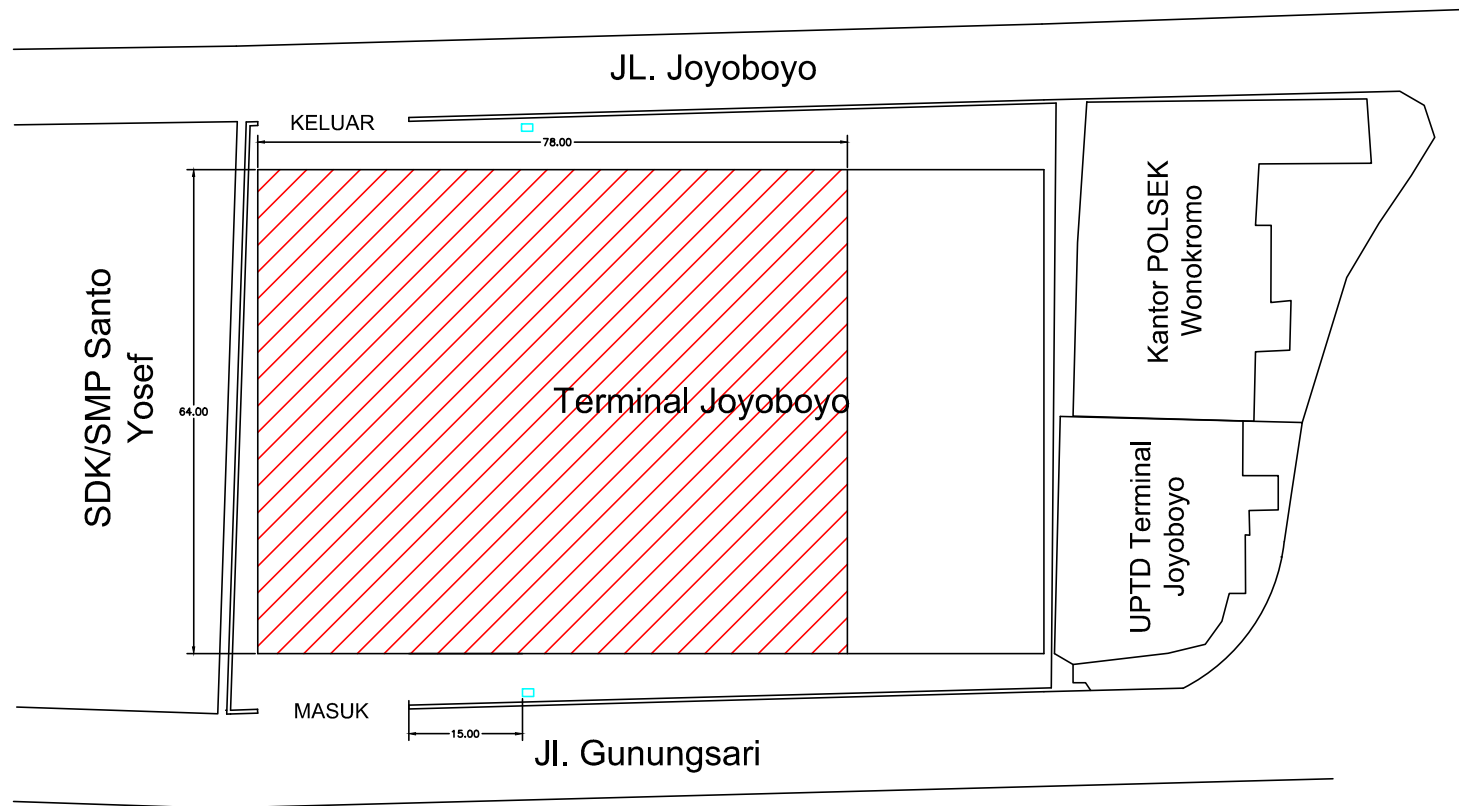 JL. Joyoboyo
KELUAR
78.00
Kantor POLSEK
Wonokromo
SDK/SMP Santo
Yosef
64.00
Terminal Joyoboyo
UPTD Terminal
Joyoboyo
MASUK
15.00
Jl. Gunungsari